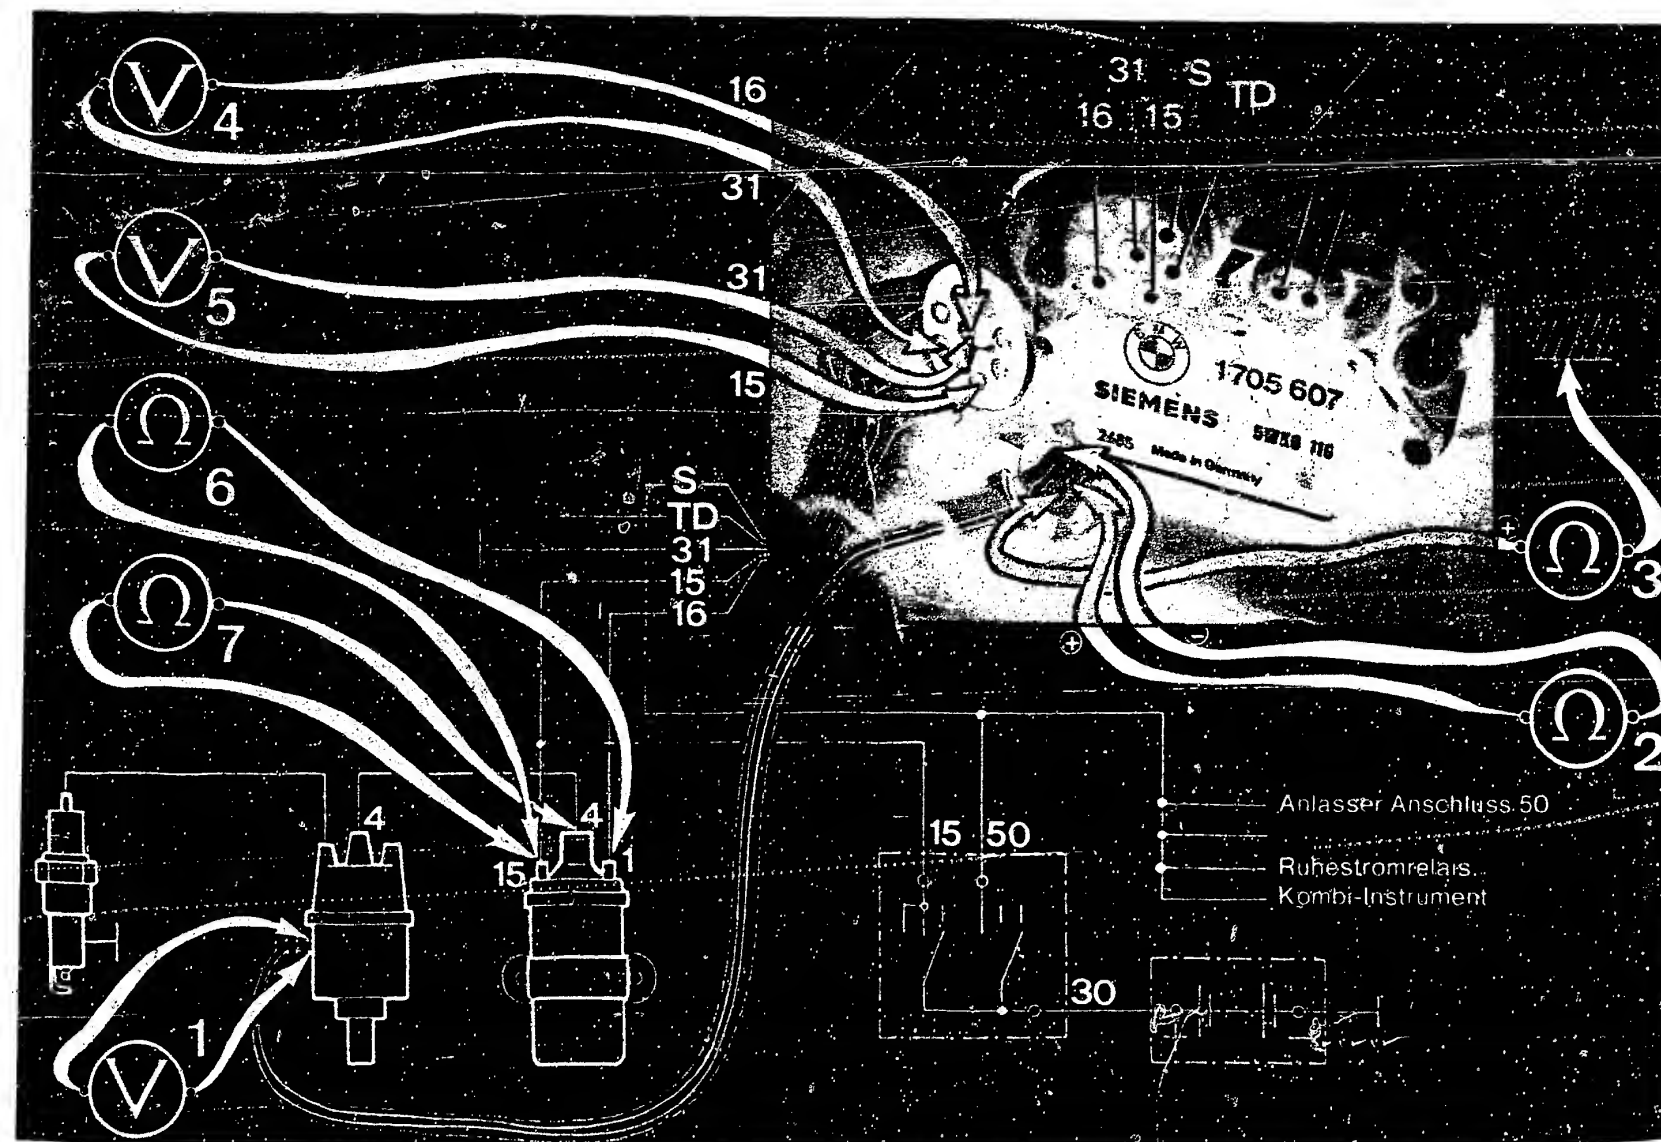 V
4
16
31
31 S TD
16 15
V
5
31
15
BMW
1705 607
SIEMENS
Made in Germany
Ω
6
S
TD
31
15
16
Ω
7
+
Ω
3
+
−
Ω
2
4
4
15
1
15 50
Anlasser Anschluss 50
Ruhestromrelais
Kombi-Instrument
30
1
V